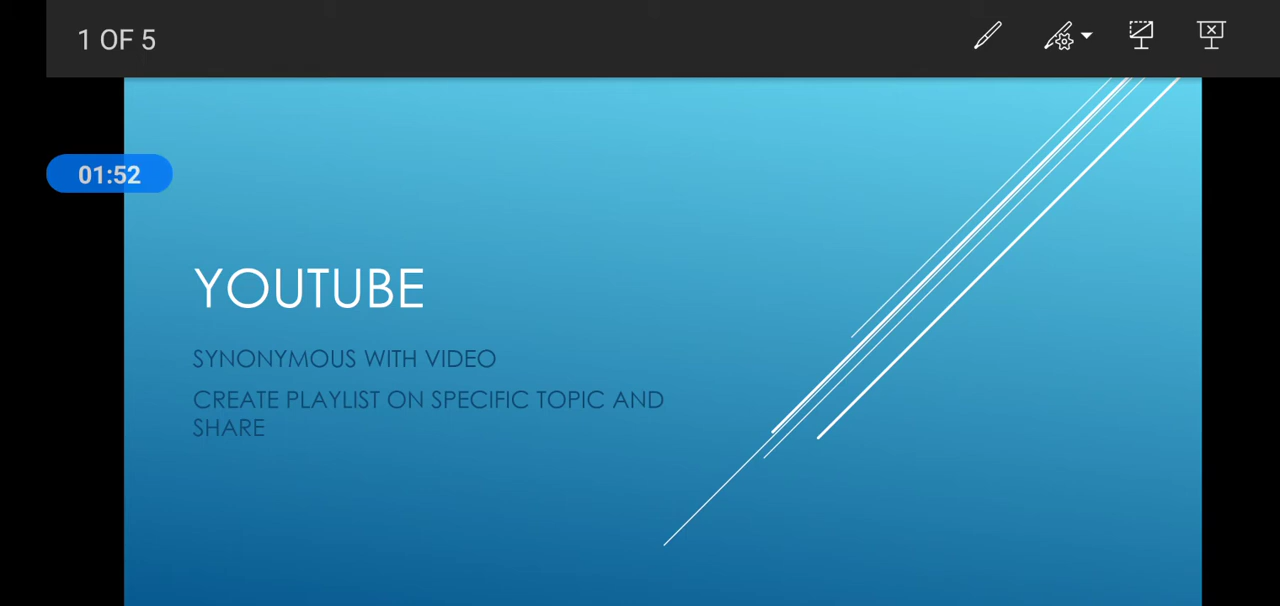 1 OF 5
01:52
YOUTUBE
SYNONYMOUS WITH VIDEO
CREATE PLAYLIST ON SPECIFIC TOPIC AND
SHARE